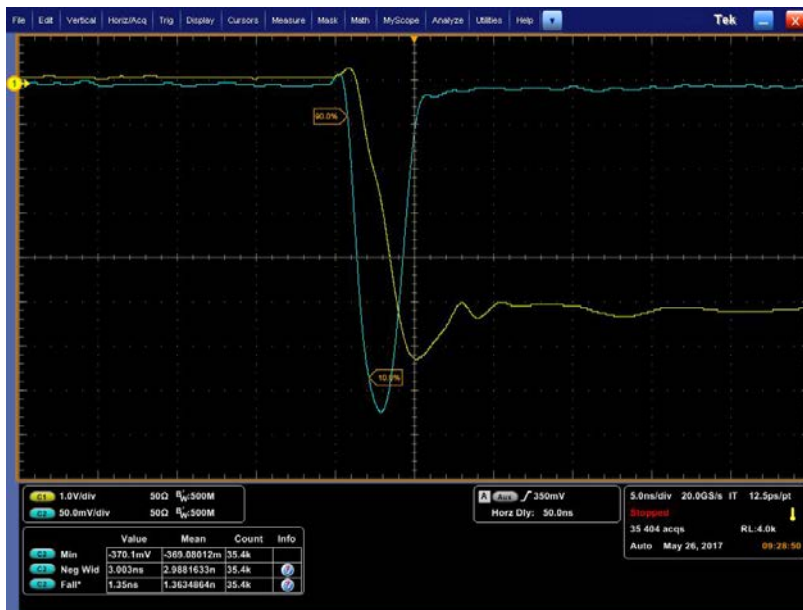 File Edit Vertical Horiz/Acq Trig Display Cursors Measure Mask Math MyScope Analyze Utilities Help Tek
1
90.0%
10.0%
C1 1.0V/div 50Ω BW:500M
C2 50.0mV/div 50Ω BW:500M
A Aux 350mV
Horz Dly: 50.0ns
5.0ns/div 20.0GS/s IT 12.5ps/pt
Stopped
35 404 acqs RL:4.0k
Auto May 26, 2017 09:28:50
Value Mean Count Info
C2 Min -370.1mV -369.08012m 35.4k
C2 Neg Wid 3.003ns 2.9881633n 35.4k
C2 Fall* 1.35ns 1.3634864n 35.4k